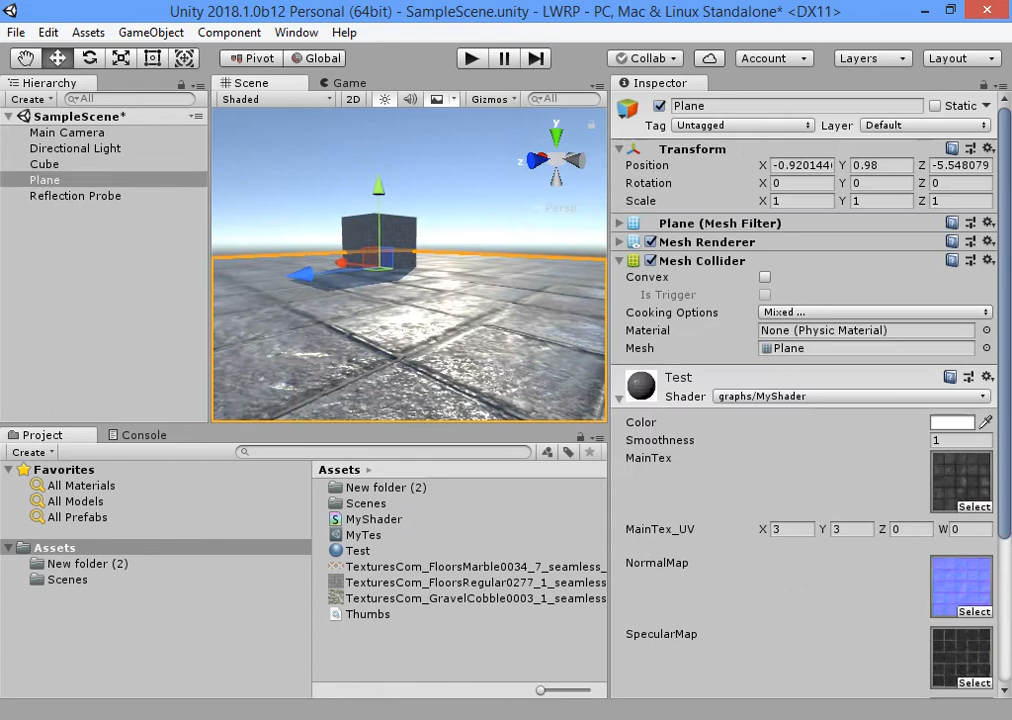 Unity 2018.1.0b12 Personal (64bit) - SampleScene.unity - LWRP - PC, Mac & Linux Standalone* <DX11>
File Edit Assets GameObject Component Window Help
Pivot Global Collab Account Layers Layout
Hierarchy
Create All
SampleScene*
Main Camera
Directional Light
Cube
Plane
Reflection Probe
Scene Game
Shaded 2D Gizmos All
y
z
Persp
Inspector
Plane Static
Tag Untagged Layer Default
Transform
Position X -0.920144 Y 0.98 Z -5.548079
Rotation X 0 Y 0 Z 0
Scale X 1 Y 1 Z 1
Plane (Mesh Filter)
Mesh Renderer
Mesh Collider
Convex
Is Trigger
Cooking Options Mixed ...
Material None (Physic Material)
Mesh Plane
Test
Shader graphs/MyShader
Color
Smoothness 1
MainTex
Select
MainTex_UV X 3 Y 3 Z 0 W 0
NormalMap
Select
SpecularMap
Select
Project Console
Create
Favorites
All Materials
All Models
All Prefabs
Assets
New folder (2)
Scenes
Assets
New folder (2)
Scenes
MyShader
MyTes
Test
TexturesCom_FloorsMarble0034_7_seamless_
TexturesCom_FloorsRegular0277_1_seamless
TexturesCom_GravelCobble0003_1_seamless
Thumbs